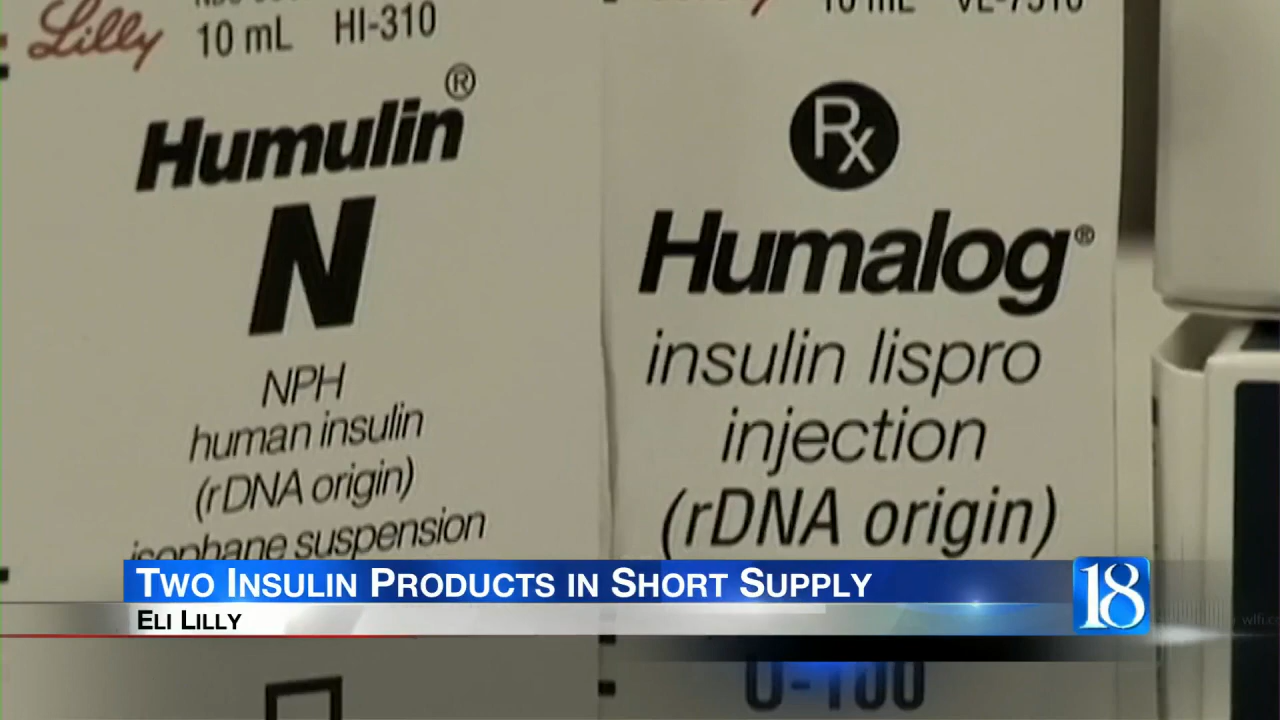 Lilly
10 mL HI-310
Humulin®
N
NPH
human insulin
(rDNA origin)
isophane suspension
10 mL
Rx
Humalog®
insulin lispro
injection
(rDNA origin)
U-100
TWO INSULIN PRODUCTS IN SHORT SUPPLY
ELI LILLY
18